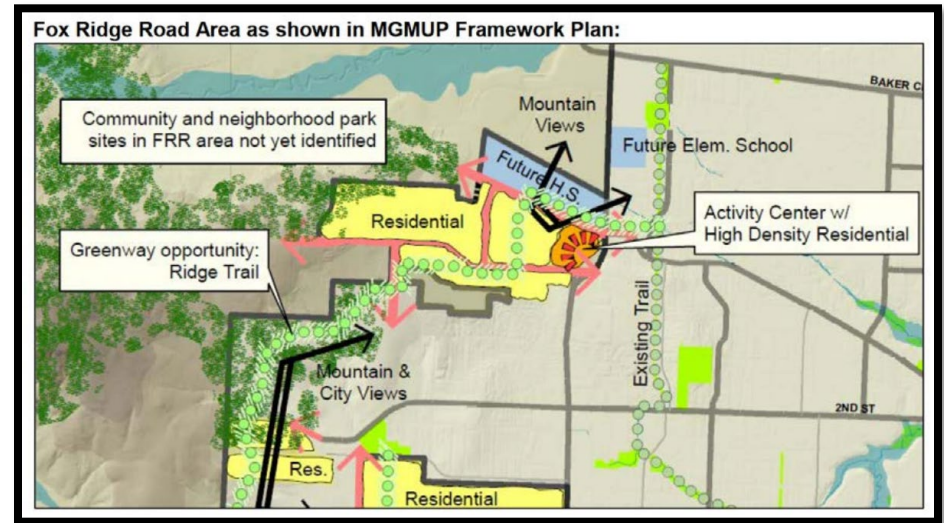 Fox Ridge Road Area as shown in MGMUP Framework Plan:
BAKER C
Community and neighborhood park
sites in FRR area not yet identified
Mountain
Views
Future H.S.
Future Elem. School
Residential
Activity Center w/
High Density Residential
Greenway opportunity:
Ridge Trail
Existing Trail
Mountain &
City Views
2ND ST
Res.
Residential